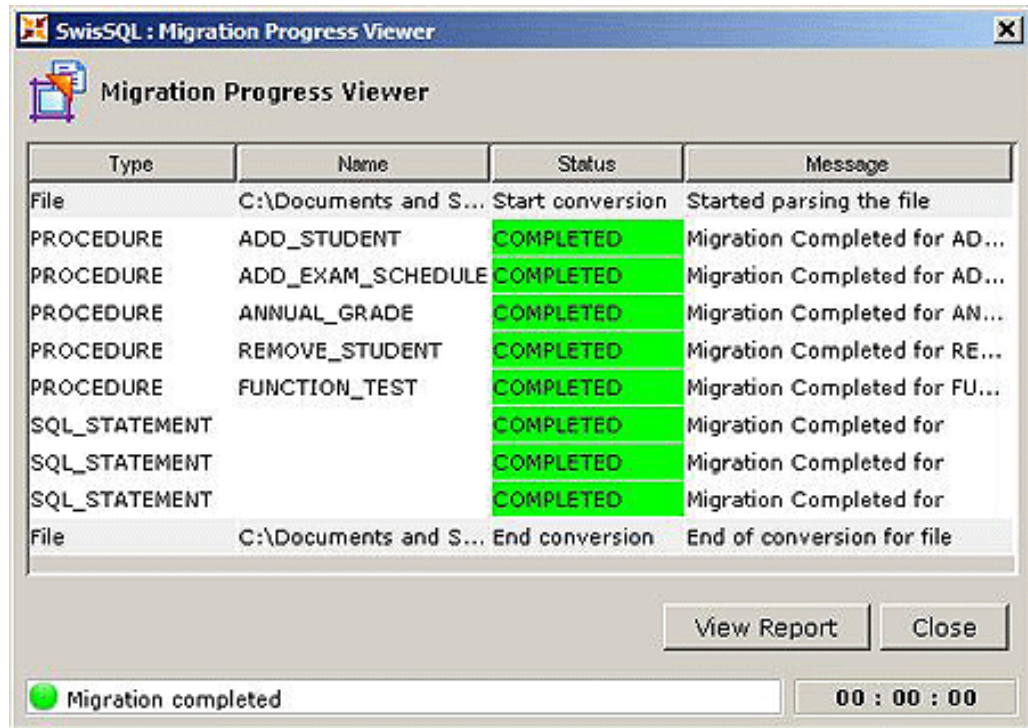 SwisSQL : Migration Progress Viewer
Migration Progress Viewer
Type Name Status Message
File C:\Documents and S... Start conversion Started parsing the file
PROCEDURE ADD_STUDENT COMPLETED Migration Completed for AD...
PROCEDURE ADD_EXAM_SCHEDULE COMPLETED Migration Completed for AD...
PROCEDURE ANNUAL_GRADE COMPLETED Migration Completed for AN...
PROCEDURE REMOVE_STUDENT COMPLETED Migration Completed for RE...
PROCEDURE FUNCTION_TEST COMPLETED Migration Completed for FU...
SQL_STATEMENT COMPLETED Migration Completed for
SQL_STATEMENT COMPLETED Migration Completed for
SQL_STATEMENT COMPLETED Migration Completed for
File C:\Documents and S... End conversion End of conversion for file
View Report Close
Migration completed 00 : 00 : 00